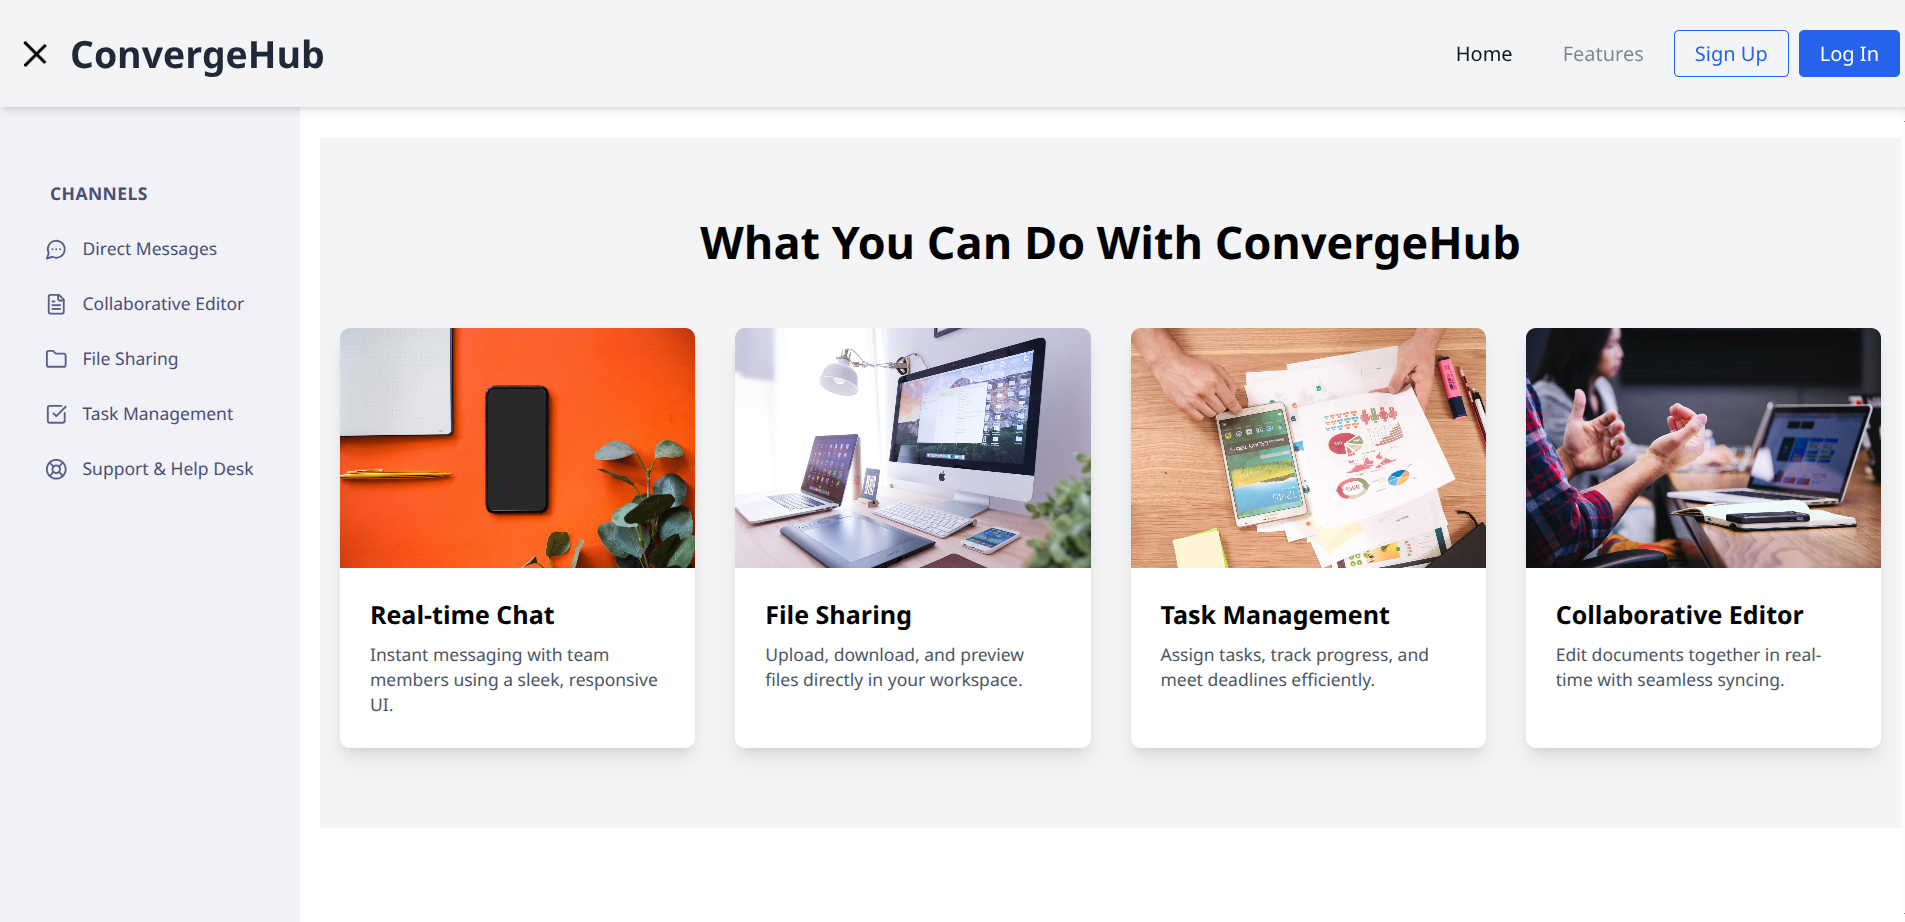 ConvergeHub
Home
Features
Sign Up
Log In
CHANNELS
Direct Messages
Collaborative Editor
File Sharing
Task Management
Support & Help Desk
What You Can Do With ConvergeHub
Real-time Chat
Instant messaging with team
members using a sleek, responsive
UI.
File Sharing
Upload, download, and preview
files directly in your workspace.
Task Management
Assign tasks, track progress, and
meet deadlines efficiently.
Collaborative Editor
Edit documents together in real-
time with seamless syncing.